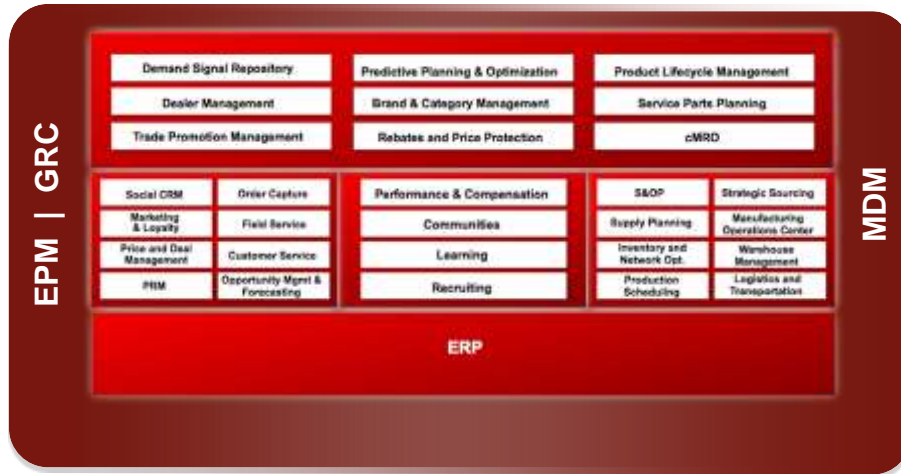 EPM | GRC
Demand Signal Repository
Predictive Planning & Optimization
Product Lifecycle Management
Dealer Management
Brand & Category Management
Service Parts Planning
Trade Promotion Management
Rebates and Price Protection
cMRO
Social CRM
Order Capture
Marketing
& Loyalty
Field Service
Price and Deal
Management
Customer Service
PRM
Opportunity Mgmt &
Forecasting
Performance & Compensation
Communities
Learning
Recruiting
S&OP
Strategic Sourcing
Supply Planning
Manufacturing
Operations Center
Inventory and
Network Opt.
Warehouse
Management
Production
Scheduling
Logistics and
Transportation
ERP
MDM